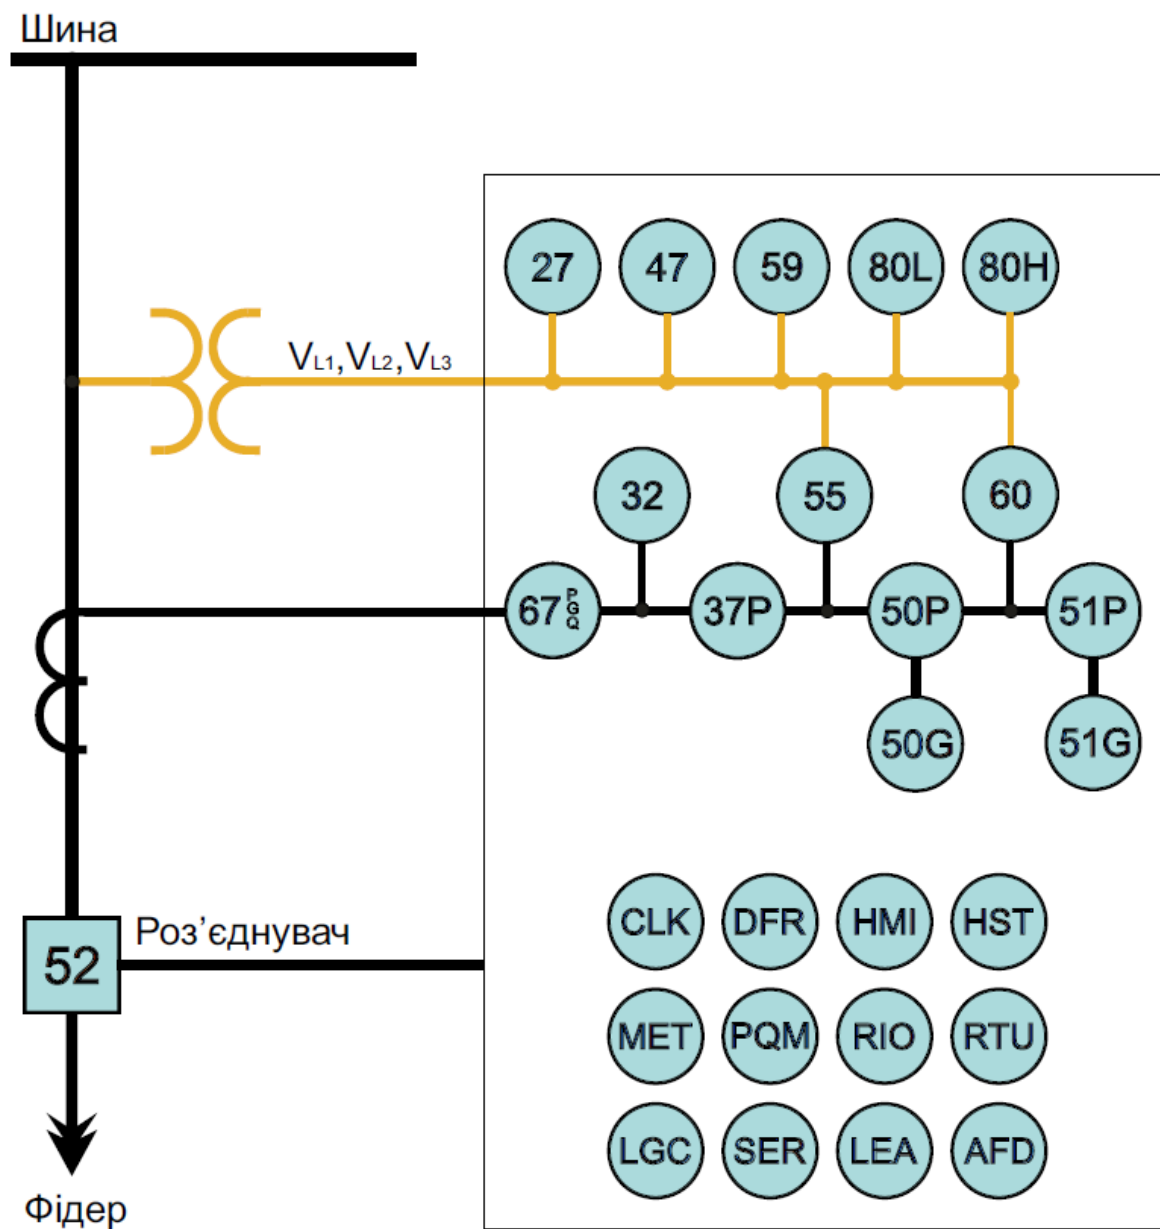 Шина
27 47 59 80L 80H
VL1,VL2,VL3
32 55 60
67 P G Q 37P 50P 51P
50G 51G
CLK DFR HMI HST
Роз’єднувач
52
MET PQM RIO RTU
LGC SER LEA AFD
Фідер